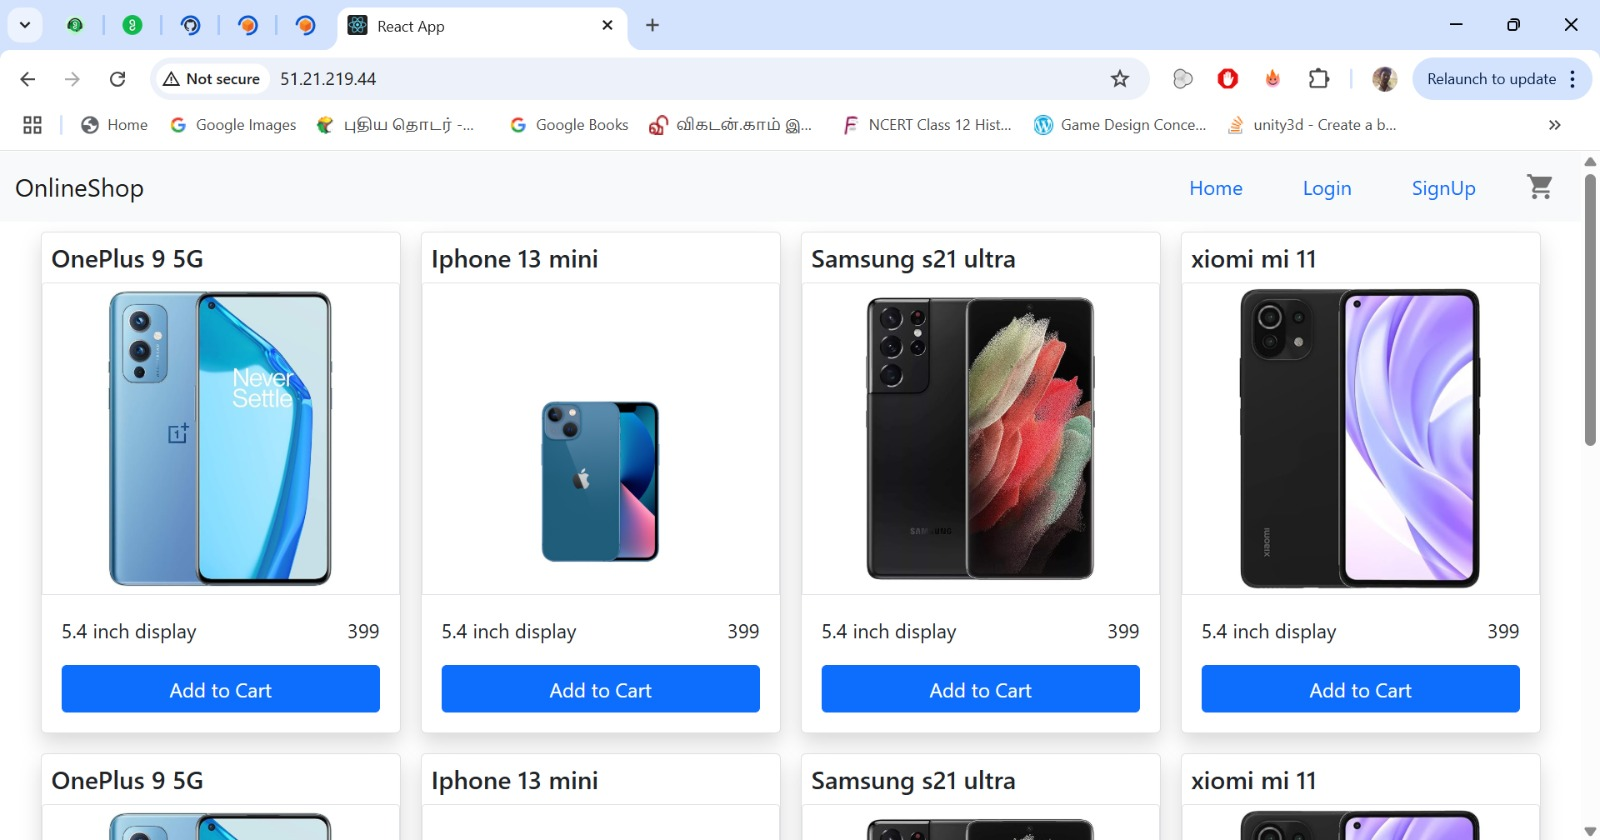 React App
Not secure
51.21.219.44
Relaunch to update
Home
Google Images
புதிய தொடர் -...
Google Books
விகடன்.காம் இ...
NCERT Class 12 Hist...
Game Design Conce...
unity3d - Create a b...
OnlineShop
Home
Login
SignUp
OnePlus 9 5G
Iphone 13 mini
Samsung s21 ultra
xiomi mi 11
Never
Settle
SAMSUNG
xiaomi
5.4 inch display 399
5.4 inch display 399
5.4 inch display 399
5.4 inch display 399
Add to Cart
Add to Cart
Add to Cart
Add to Cart
OnePlus 9 5G
Iphone 13 mini
Samsung s21 ultra
xiomi mi 11